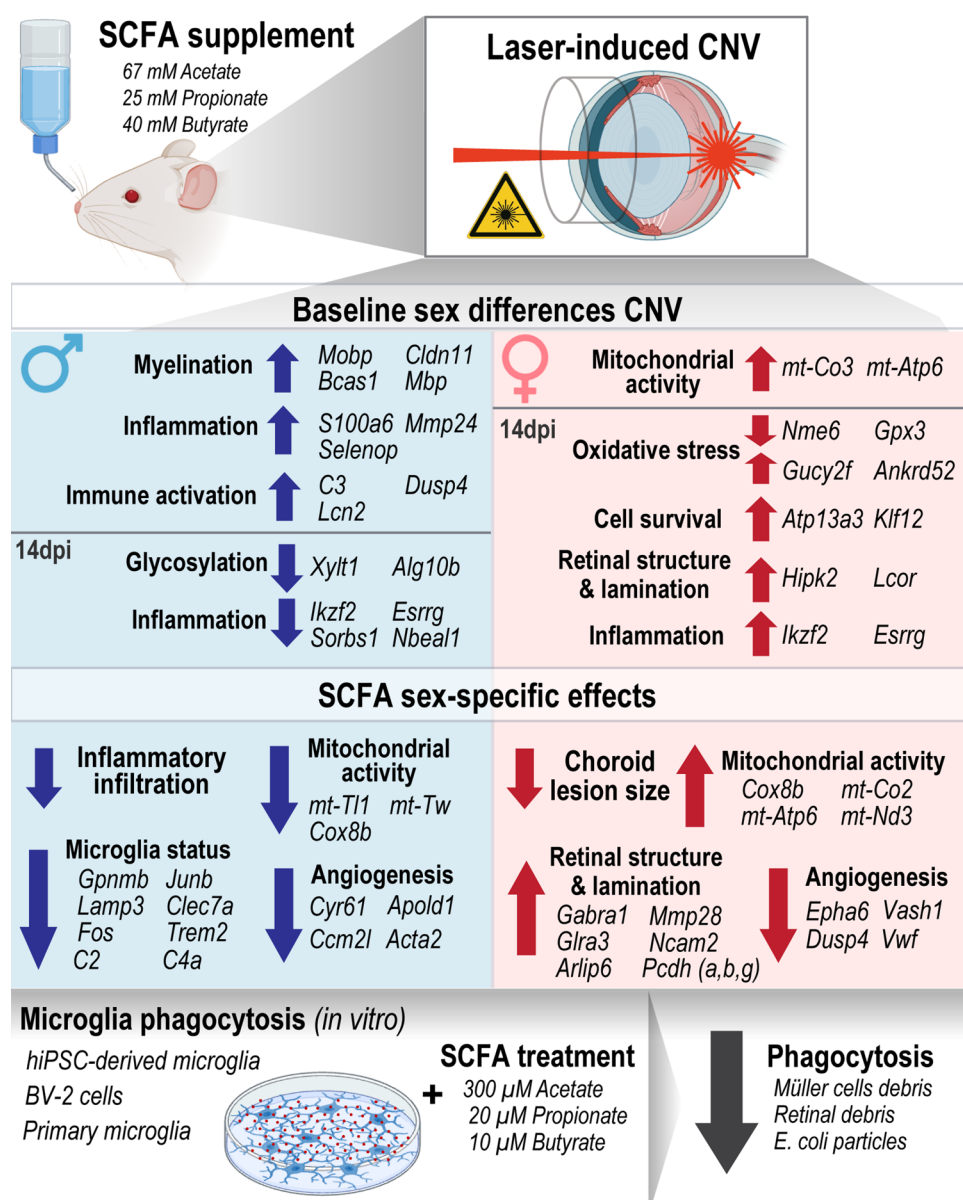 SCFA supplement
67 mM Acetate
25 mM Propionate
40 mM Butyrate
Laser-induced CNV
Baseline sex differences CNV
Myelination
Mobp Cldn11
Bcas1 Mbp
Inflammation
S100a6 Mmp24
Selenop
Immune activation
C3 Dusp4
Lcn2
14dpi
Glycosylation
Xylt1 Alg10b
Inflammation
Ikzf2 Esrrg
Sorbs1 Nbeal1
Mitochondrial
activity
mt-Co3 mt-Atp6
14dpi
Oxidative stress
Nme6 Gpx3
Gucy2f Ankrd52
Cell survival
Atp13a3 Klf12
Retinal structure
& lamination
Hipk2 Lcor
Inflammation
Ikzf2 Esrrg
SCFA sex-specific effects
Inflammatory
infiltration
Mitochondrial
activity
mt-Tl1 mt-Tw
Cox8b
Microglia status
Gpnmb Junb
Lamp3 Clec7a
Fos Trem2
C2 C4a
Angiogenesis
Cyr61 Apold1
Ccm2l Acta2
Choroid
lesion size
Mitochondrial activity
Cox8b mt-Co2
mt-Atp6 mt-Nd3
Retinal structure
& lamination
Gabra1 Mmp28
Glra3 Ncam2
Arlip6 Pcdh (a,b,g)
Angiogenesis
Epha6 Vash1
Dusp4 Vwf
Microglia phagocytosis (in vitro)
hiPSC-derived microglia
BV-2 cells
Primary microglia
+
SCFA treatment
300 µM Acetate
20 µM Propionate
10 µM Butyrate
Phagocytosis
Müller cells debris
Retinal debris
E. coli particles